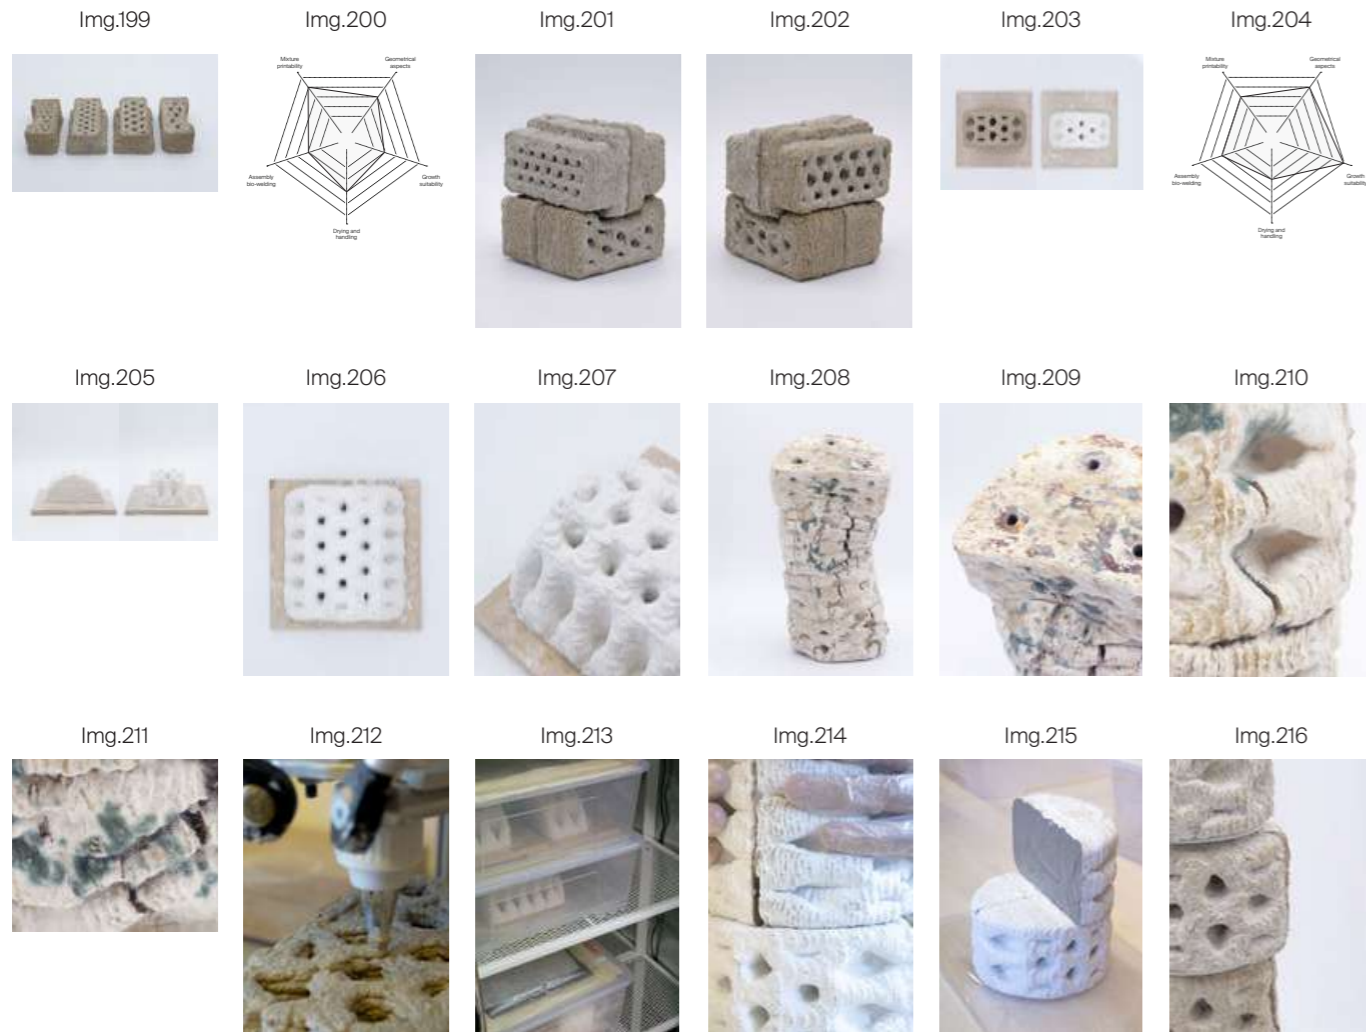 Img.199
Img.200
Img.201
Img.202
Img.203
Img.204
Mixture
printability
Geometrical
aspects
Assembly
bio-welding
Growth
suitability
Drying and
handling
Mixture
printability
Geometrical
aspects
Assembly
bio-welding
Growth
suitability
Drying and
handling
Img.205
Img.206
Img.207
Img.208
Img.209
Img.210
Img.211
Img.212
Img.213
Img.214
Img.215
Img.216